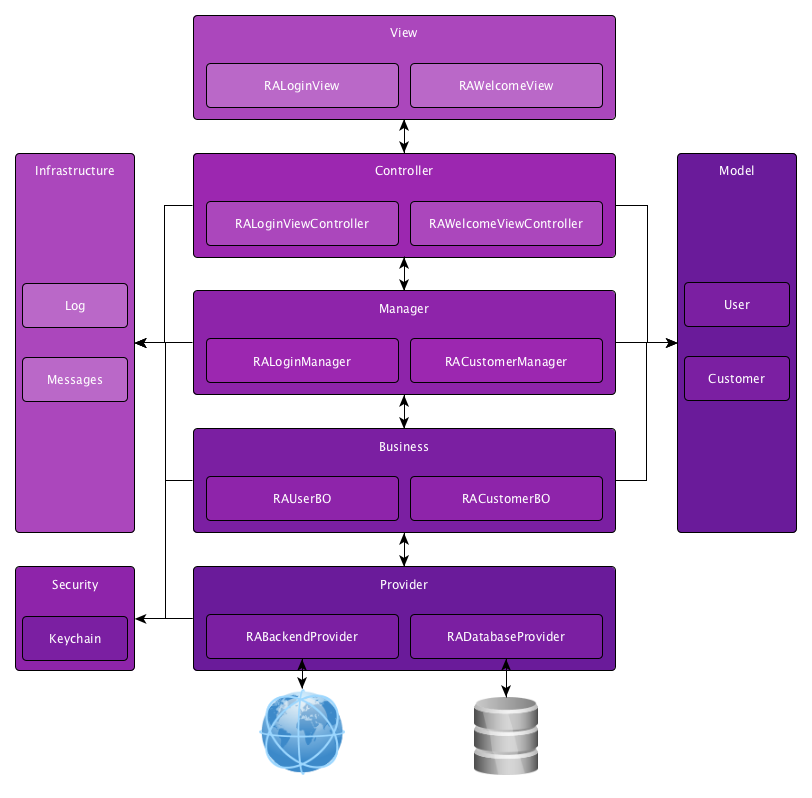 View
RALoginView
RAWelcomeView
Infrastructure
Log
Messages
Controller
RALoginViewController
RAWelcomeViewController
Model
User
Customer
Manager
RALoginManager
RACustomerManager
Business
RAUserBO
RACustomerBO
Security
Keychain
Provider
RABackendProvider
RADatabaseProvider